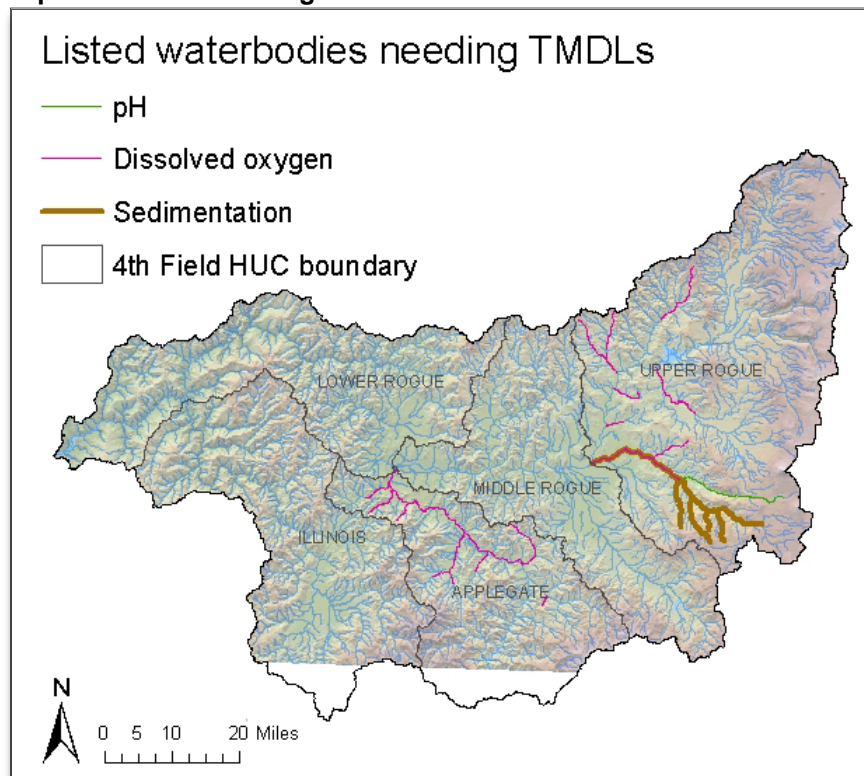 Listed waterbodies needing TMDLs
pH
Dissolved oxygen
Sedimentation
4th Field HUC boundary
UPPER ROGUE
LOWER ROGUE
MIDDLE ROGUE
ILLINOIS
APPLEGATE
N
0 5 10 20 Miles